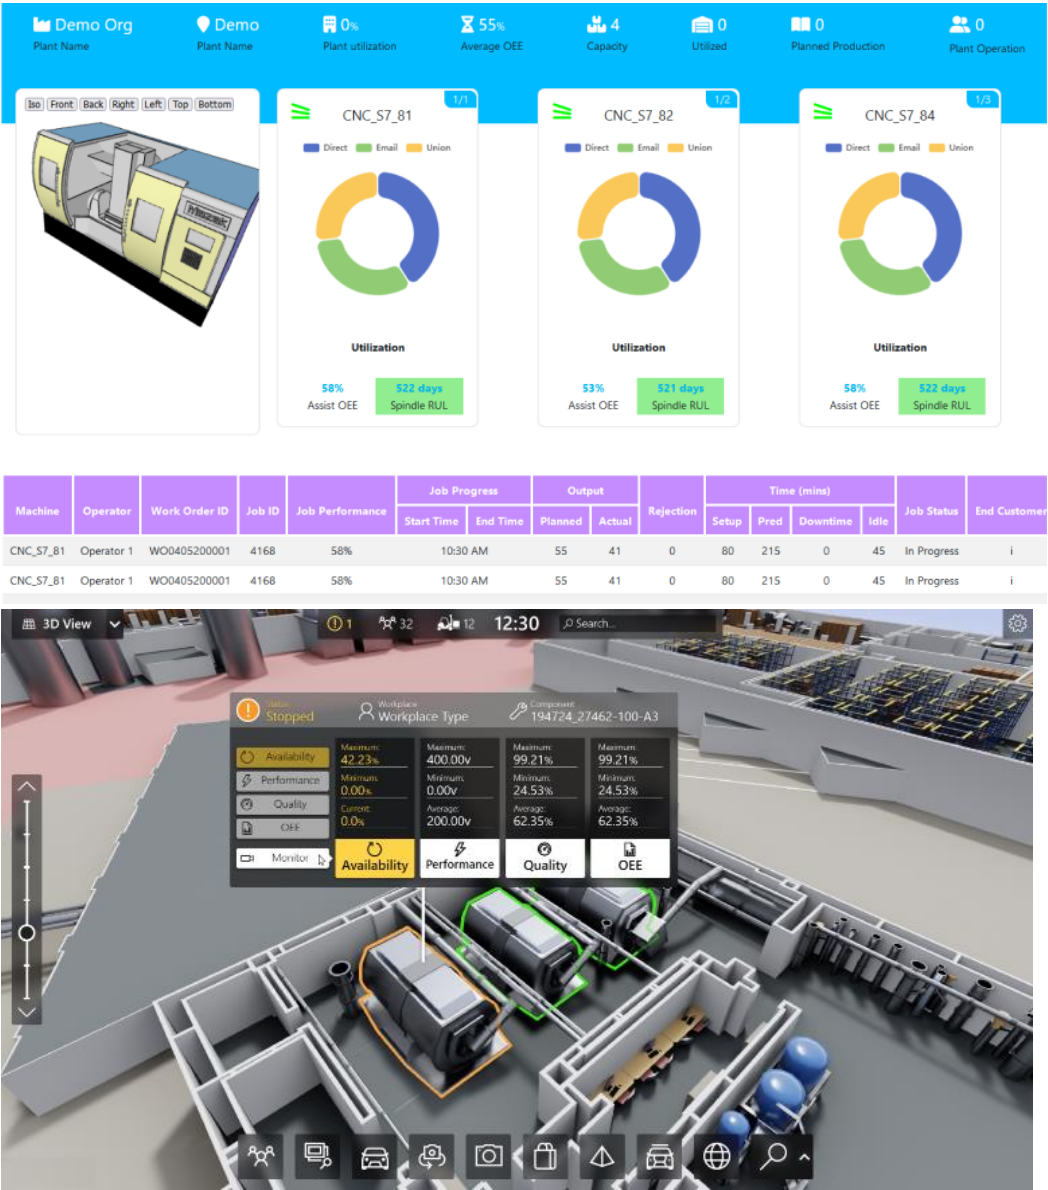 Demo Org
Plant Name
Demo
Plant Name
0%
Plant utilization
55%
Average OEE
4
Capacity
0
Utilized
0
Planned Production
0
Plant Operation
Iso Front Back Right Left Top Bottom
Mazak
1/1
CNC_S7_81
Direct Email Union
Utilization
58%
Assist OEE
522 days
Spindle RUL
1/2
CNC_S7_82
Direct Email Union
Utilization
53%
Assist OEE
521 days
Spindle RUL
1/3
CNC_S7_84
Direct Email Union
Utilization
58%
Assist OEE
522 days
Spindle RUL
Machine Operator Work Order ID Job ID Job Performance Job Progress Output Rejection Time (mins) Job Status End Customer
Start Time End Time Planned Actual Setup Pred Downtime Idle
CNC_S7_81 Operator 1 WO0405200001 4168 58% 10:30 AM 55 41 0 80 215 0 45 In Progress i
CNC_S7_81 Operator 1 WO0405200001 4168 58% 10:30 AM 55 41 0 80 215 0 45 In Progress i
3D View 1 32 12 12:30 Search...
Status
Stopped
Workplace
Workplace Type
Component
194724_27462-100-A3
Availability
Performance
Quality
OEE
Monitor
Maximum:
42.23%
Minimum:
0.00%
Current:
0.0%
Availability
Maximum:
400.00v
Minimum:
0.00v
Average:
200.00v
Performance
Maximum:
99.21%
Minimum:
24.53%
Average:
62.35%
Quality
Maximum:
99.21%
Minimum:
24.53%
Average:
62.35%
OEE